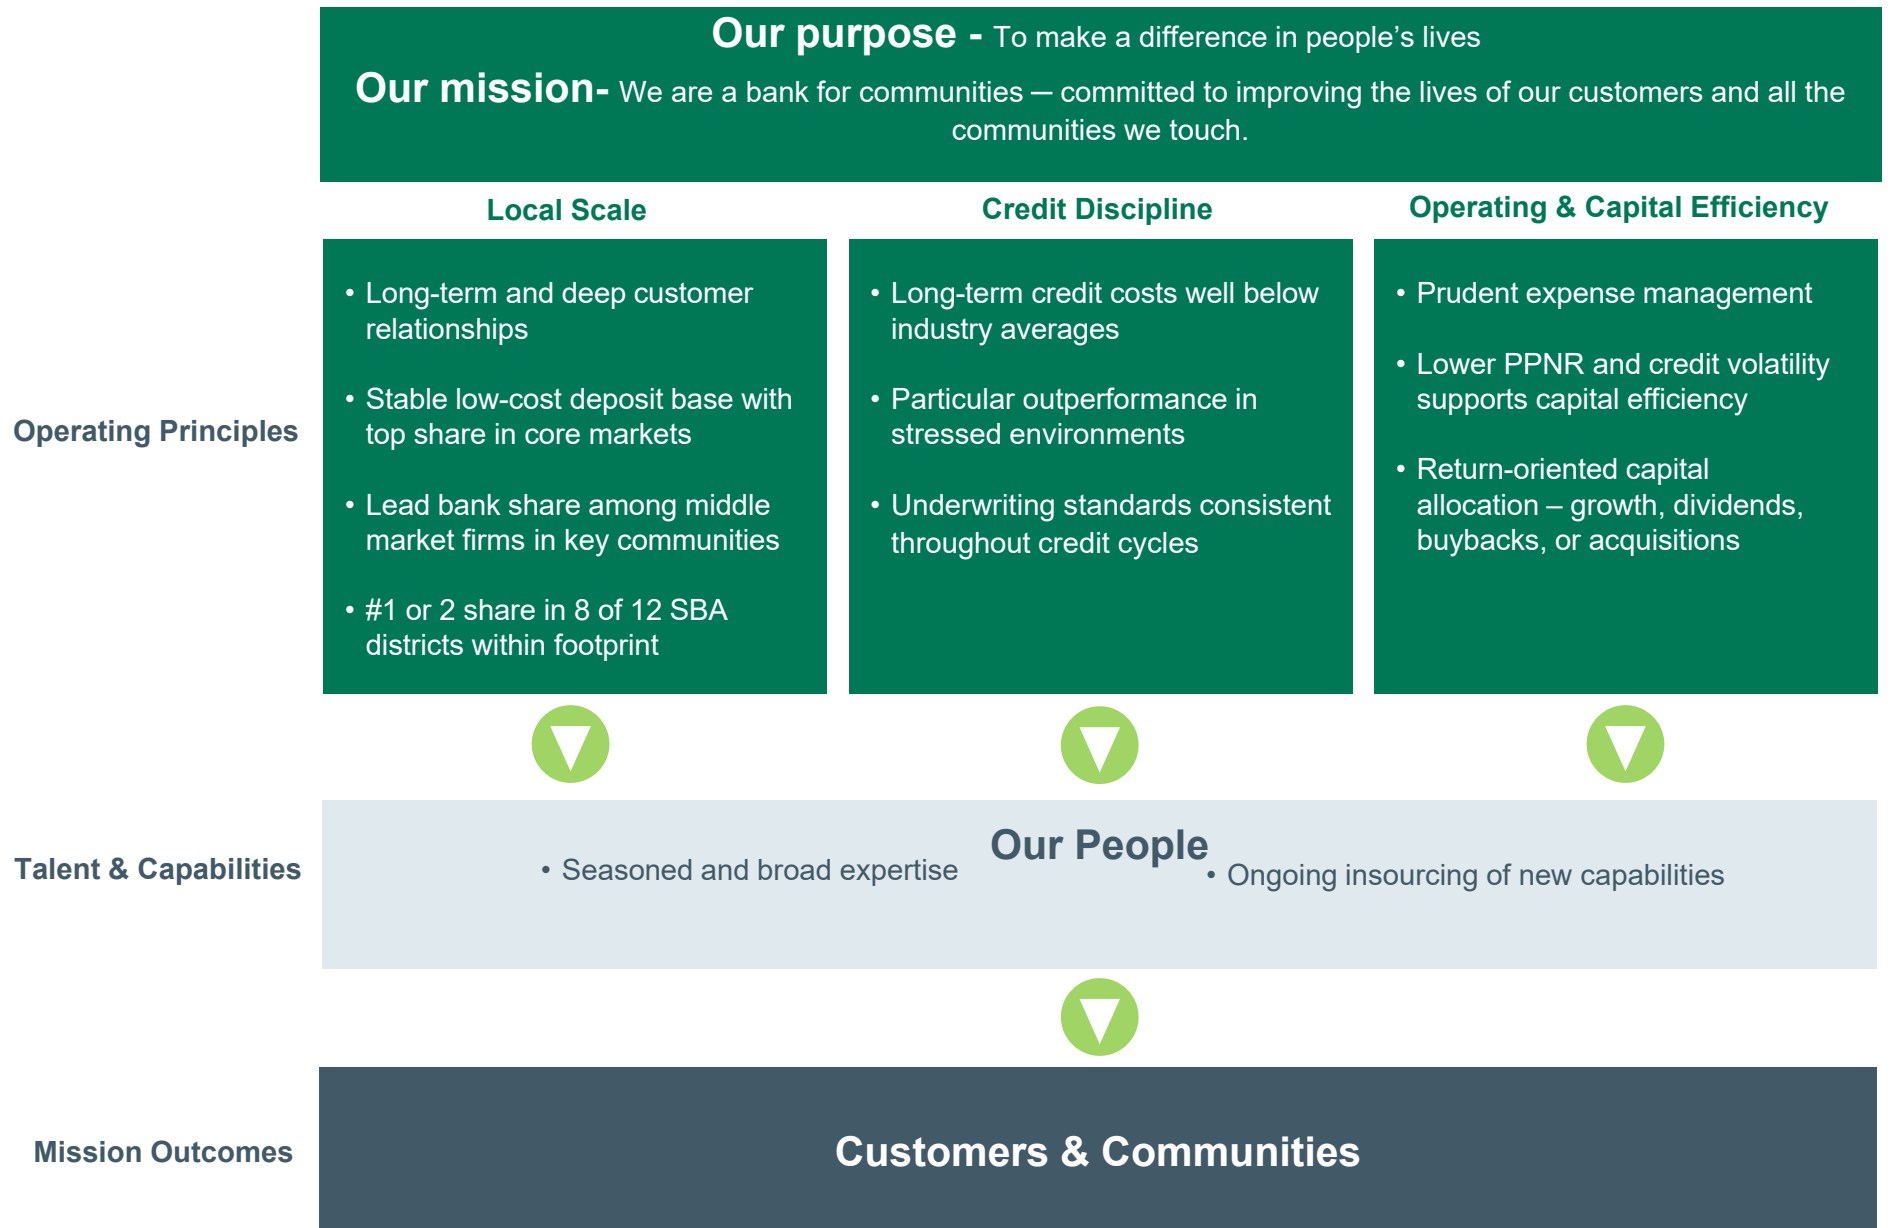 Our purpose - To make a difference in people’s lives
Our mission- We are a bank for communities — committed to improving the lives of our customers and all the
communities we touch.
Local Scale
Credit Discipline
Operating & Capital Efficiency
Operating Principles
• Long-term and deep customer
relationships
• Stable low-cost deposit base with
top share in core markets
• Lead bank share among middle
market firms in key communities
• #1 or 2 share in 8 of 12 SBA
districts within footprint
• Long-term credit costs well below
industry averages
• Particular outperformance in
stressed environments
• Underwriting standards consistent
throughout credit cycles
• Prudent expense management
• Lower PPNR and credit volatility
supports capital efficiency
• Return-oriented capital
allocation – growth, dividends,
buybacks, or acquisitions
Talent & Capabilities
Our People
• Seasoned and broad expertise
• Ongoing insourcing of new capabilities
Mission Outcomes
Customers & Communities